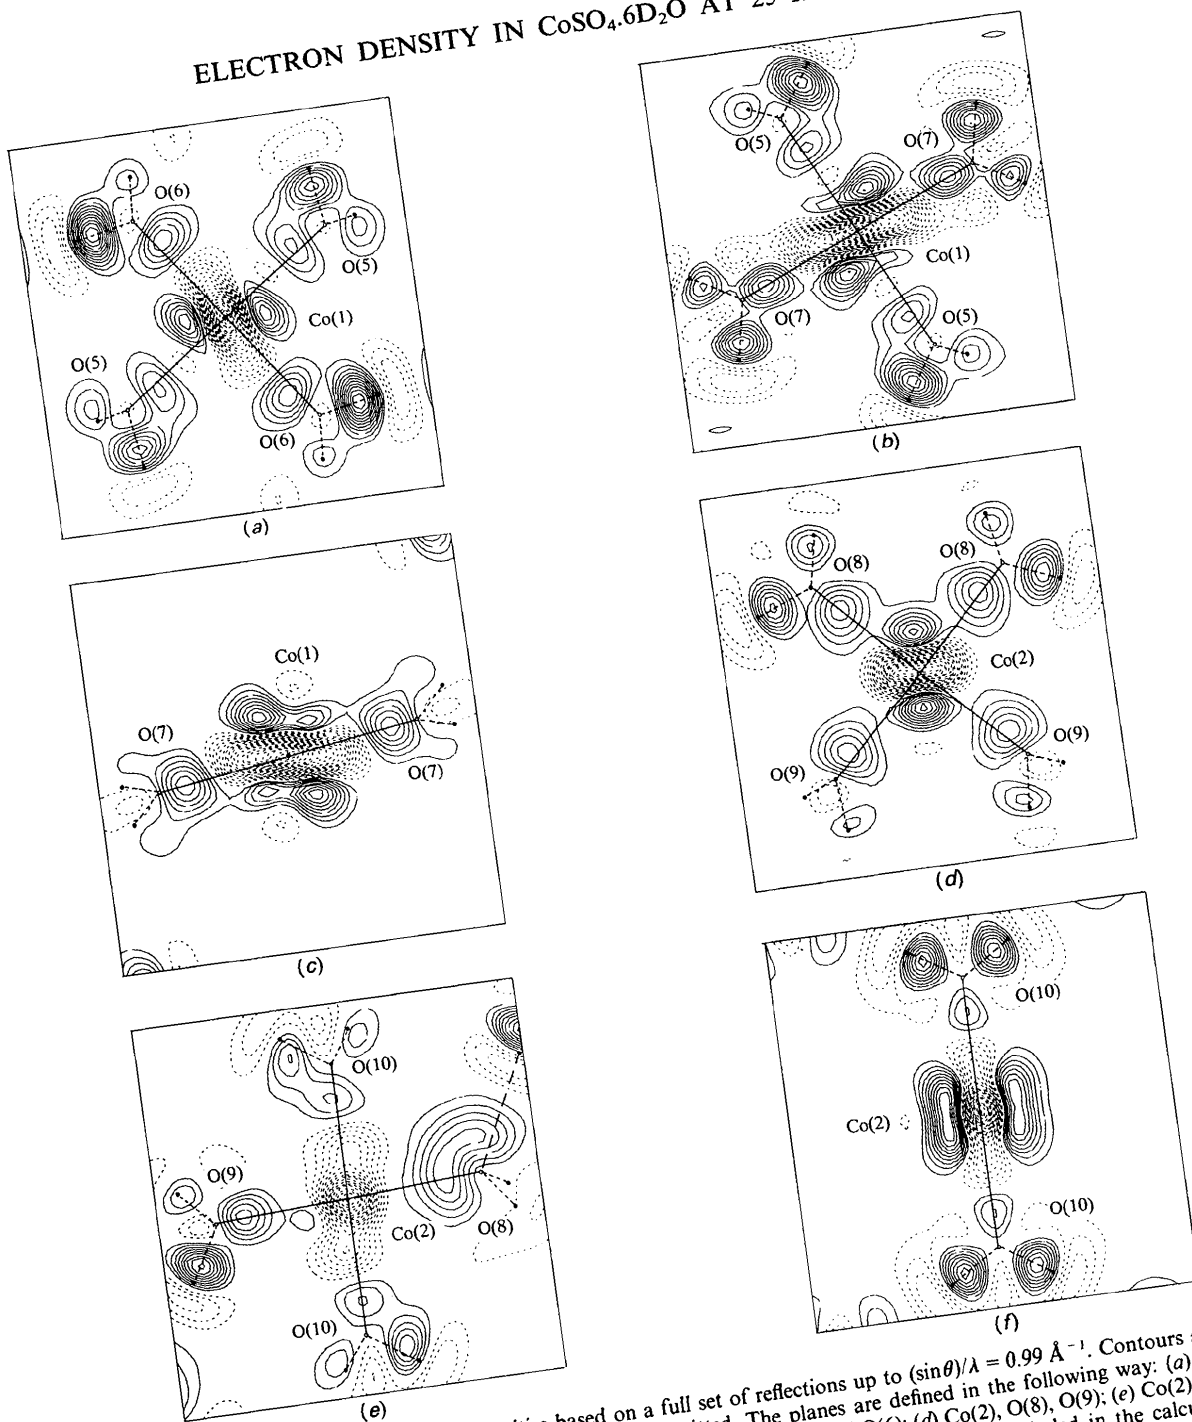 ELECTRON DENSITY IN CoSO₄.6D₂O AT 25
O(6)
O(5)
Co(1)
O(5)
O(6)
(a)
O(5)
O(7)
Co(1)
O(7)
O(5)
(b)
Co(1)
O(7)
O(7)
(c)
O(8)
O(8)
Co(2)
O(9)
O(9)
(d)
O(10)
O(9)
Co(2)
O(8)
O(10)
(e)
O(10)
Co(2)
O(10)
(f)
based on a full set of reflections up to (sinθ)/λ = 0.99 Å⁻¹. Contours
The planes are defined in the following way: (a)
(d) Co(2), O(8), O(9); (e) Co(2)
in the